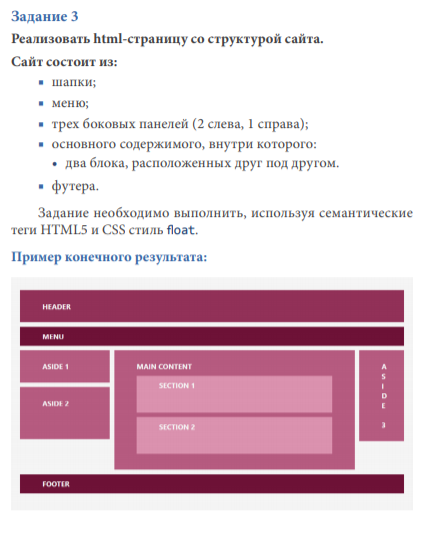 Задание 3
Реализовать html-страницу со структурой сайта.
Сайт состоит из:
▪ шапки;
▪ меню;
▪ трех боковых панелей (2 слева, 1 справа);
▪ основного содержимого, внутри которого:
• два блока, расположенных друг под другом.
▪ футера.
Задание необходимо выполнить, используя семантические
теги HTML5 и CSS стиль float.
Пример конечного результата:
HEADER
MENU
ASIDE 1
ASIDE 2
MAIN CONTENT
SECTION 1
SECTION 2
A
S
I
D
E
3
FOOTER